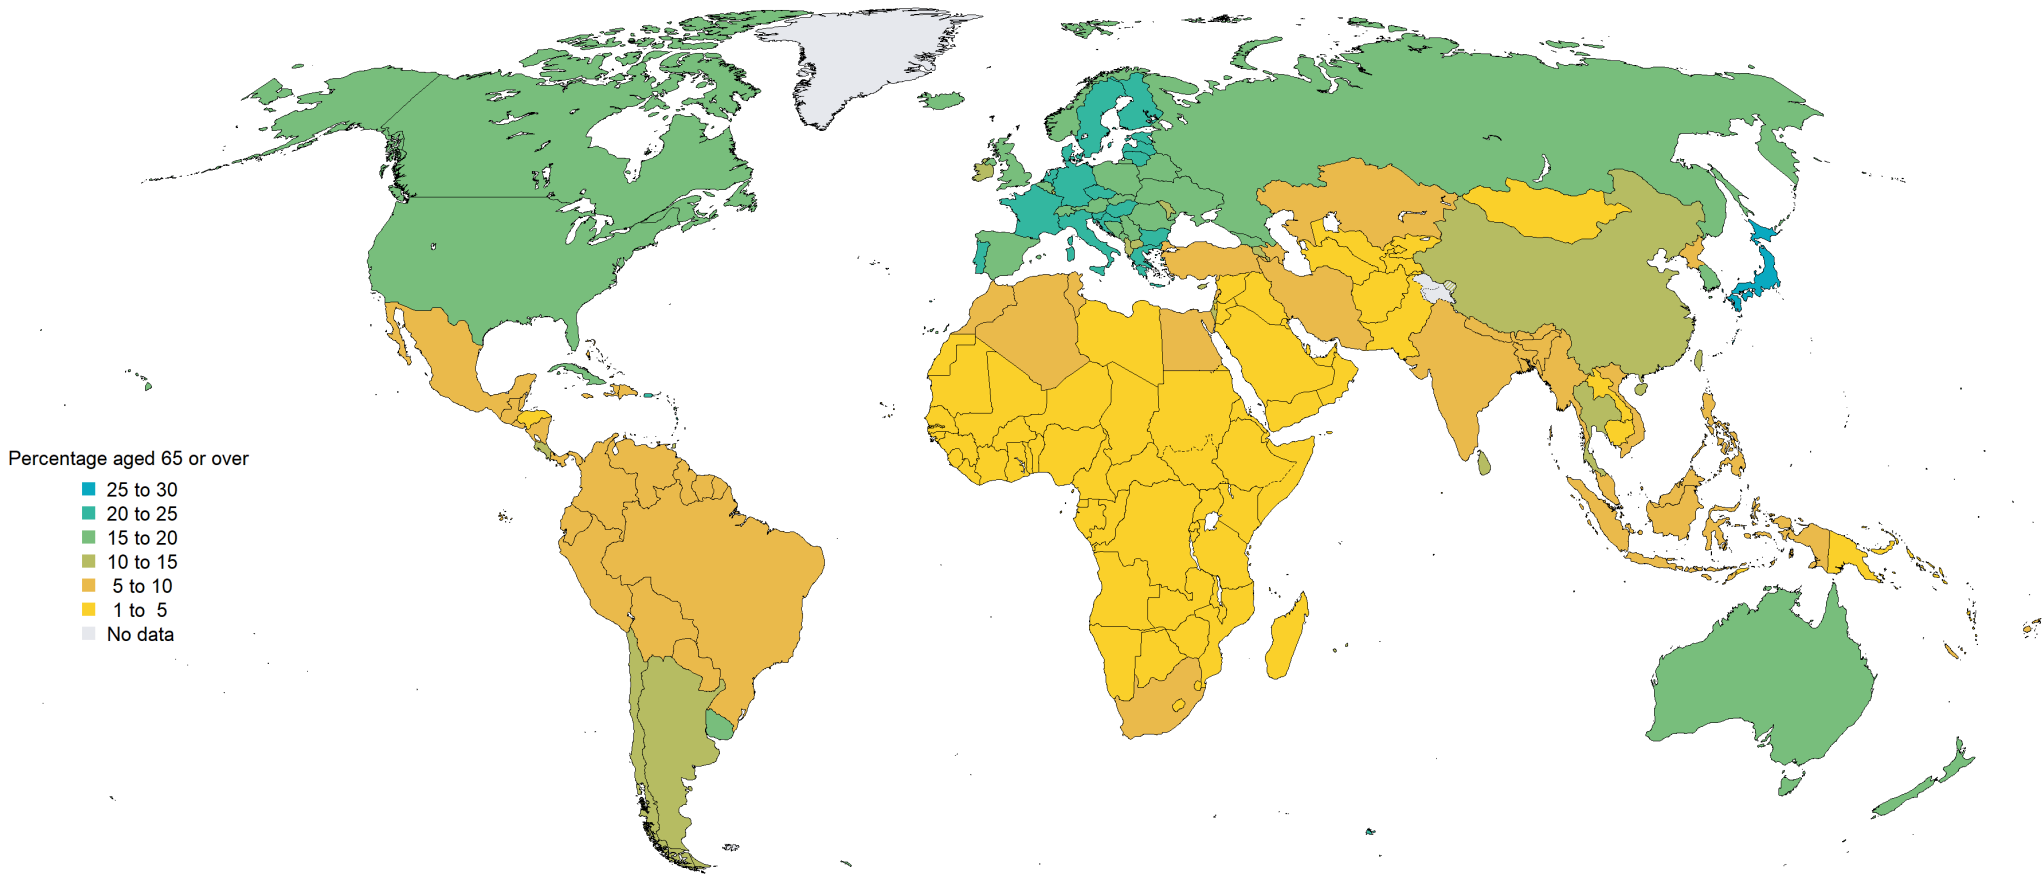 Percentage aged 65 or over
25 to 30
20 to 25
15 to 20
10 to 15
5 to 10
1 to 5
No data